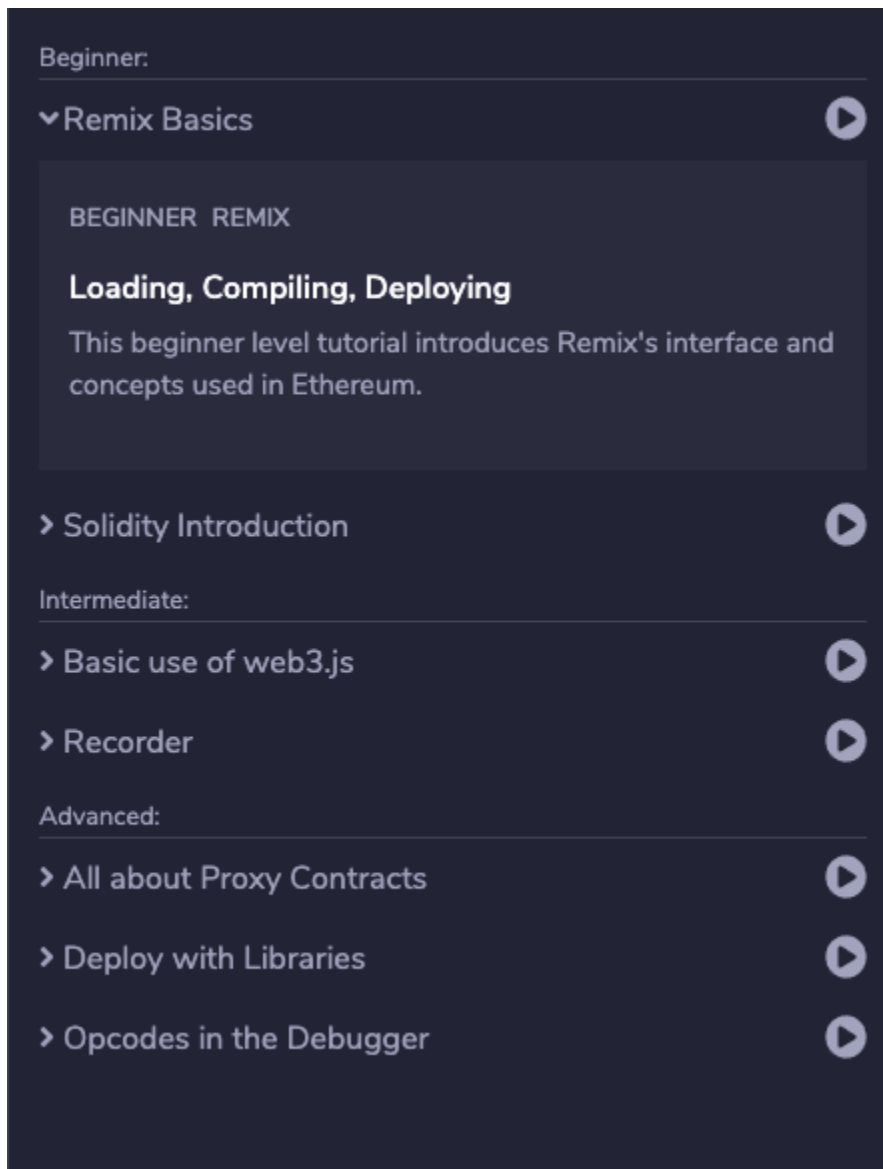 Beginner:
Remix Basics
BEGINNER REMIX
Loading, Compiling, Deploying
This beginner level tutorial introduces Remix's interface and
concepts used in Ethereum.
Solidity Introduction
Intermediate:
Basic use of web3.js
Recorder
Advanced:
All about Proxy Contracts
Deploy with Libraries
Opcodes in the Debugger